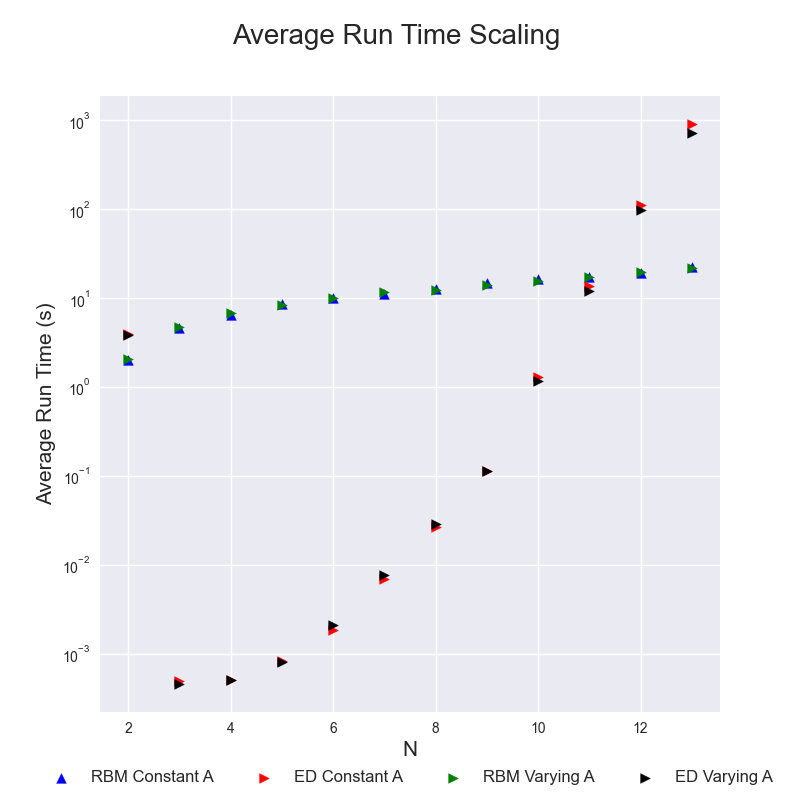 Average Run Time Scaling
Average Run Time (s)
10³
10²
10¹
10⁰
10⁻¹
10⁻²
10⁻³
2 4 6 8 10 12
N
RBM Constant A ED Constant A RBM Varying A ED Varying A